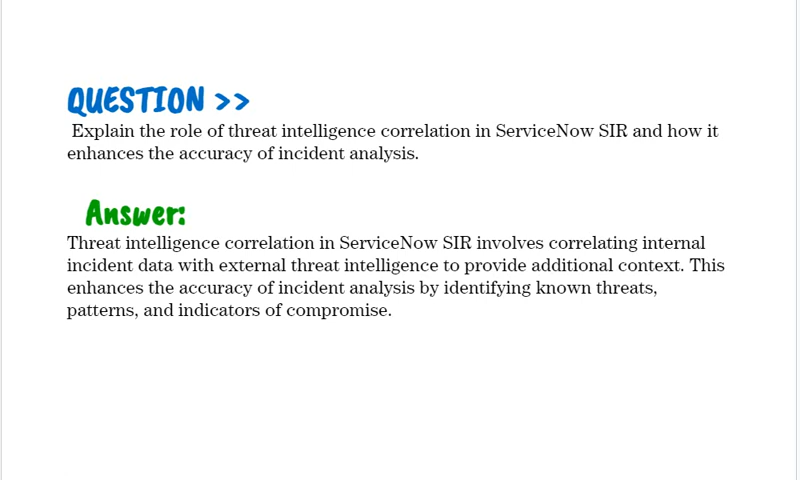 QUESTION >>
Explain the role of threat intelligence correlation in ServiceNow SIR and how it
enhances the accuracy of incident analysis.
Answer:
Threat intelligence correlation in ServiceNow SIR involves correlating internal
incident data with external threat intelligence to provide additional context. This
enhances the accuracy of incident analysis by identifying known threats,
patterns, and indicators of compromise.